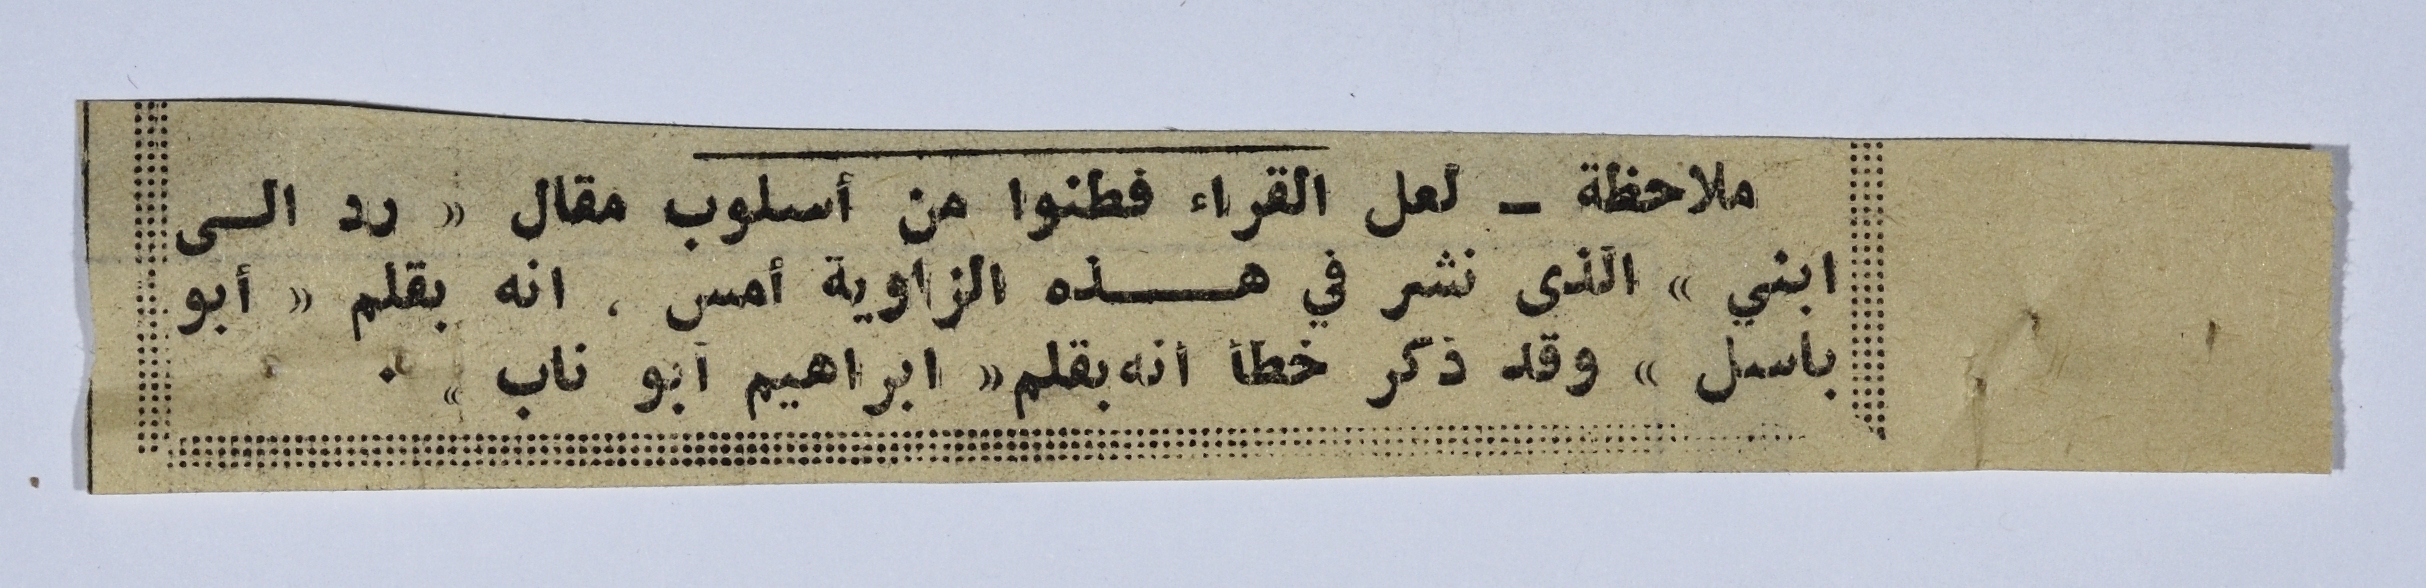 ملاحظة ـ لعل القراء فطنوا من أسلوب مقال « رد الـى
ابني » الذى نشر في هـــذه الزاوية أمس ، انه بقلم « أبو
باسل » وقد ذكر خطأ أنه بقلم « ابراهيم أبو ناب » .